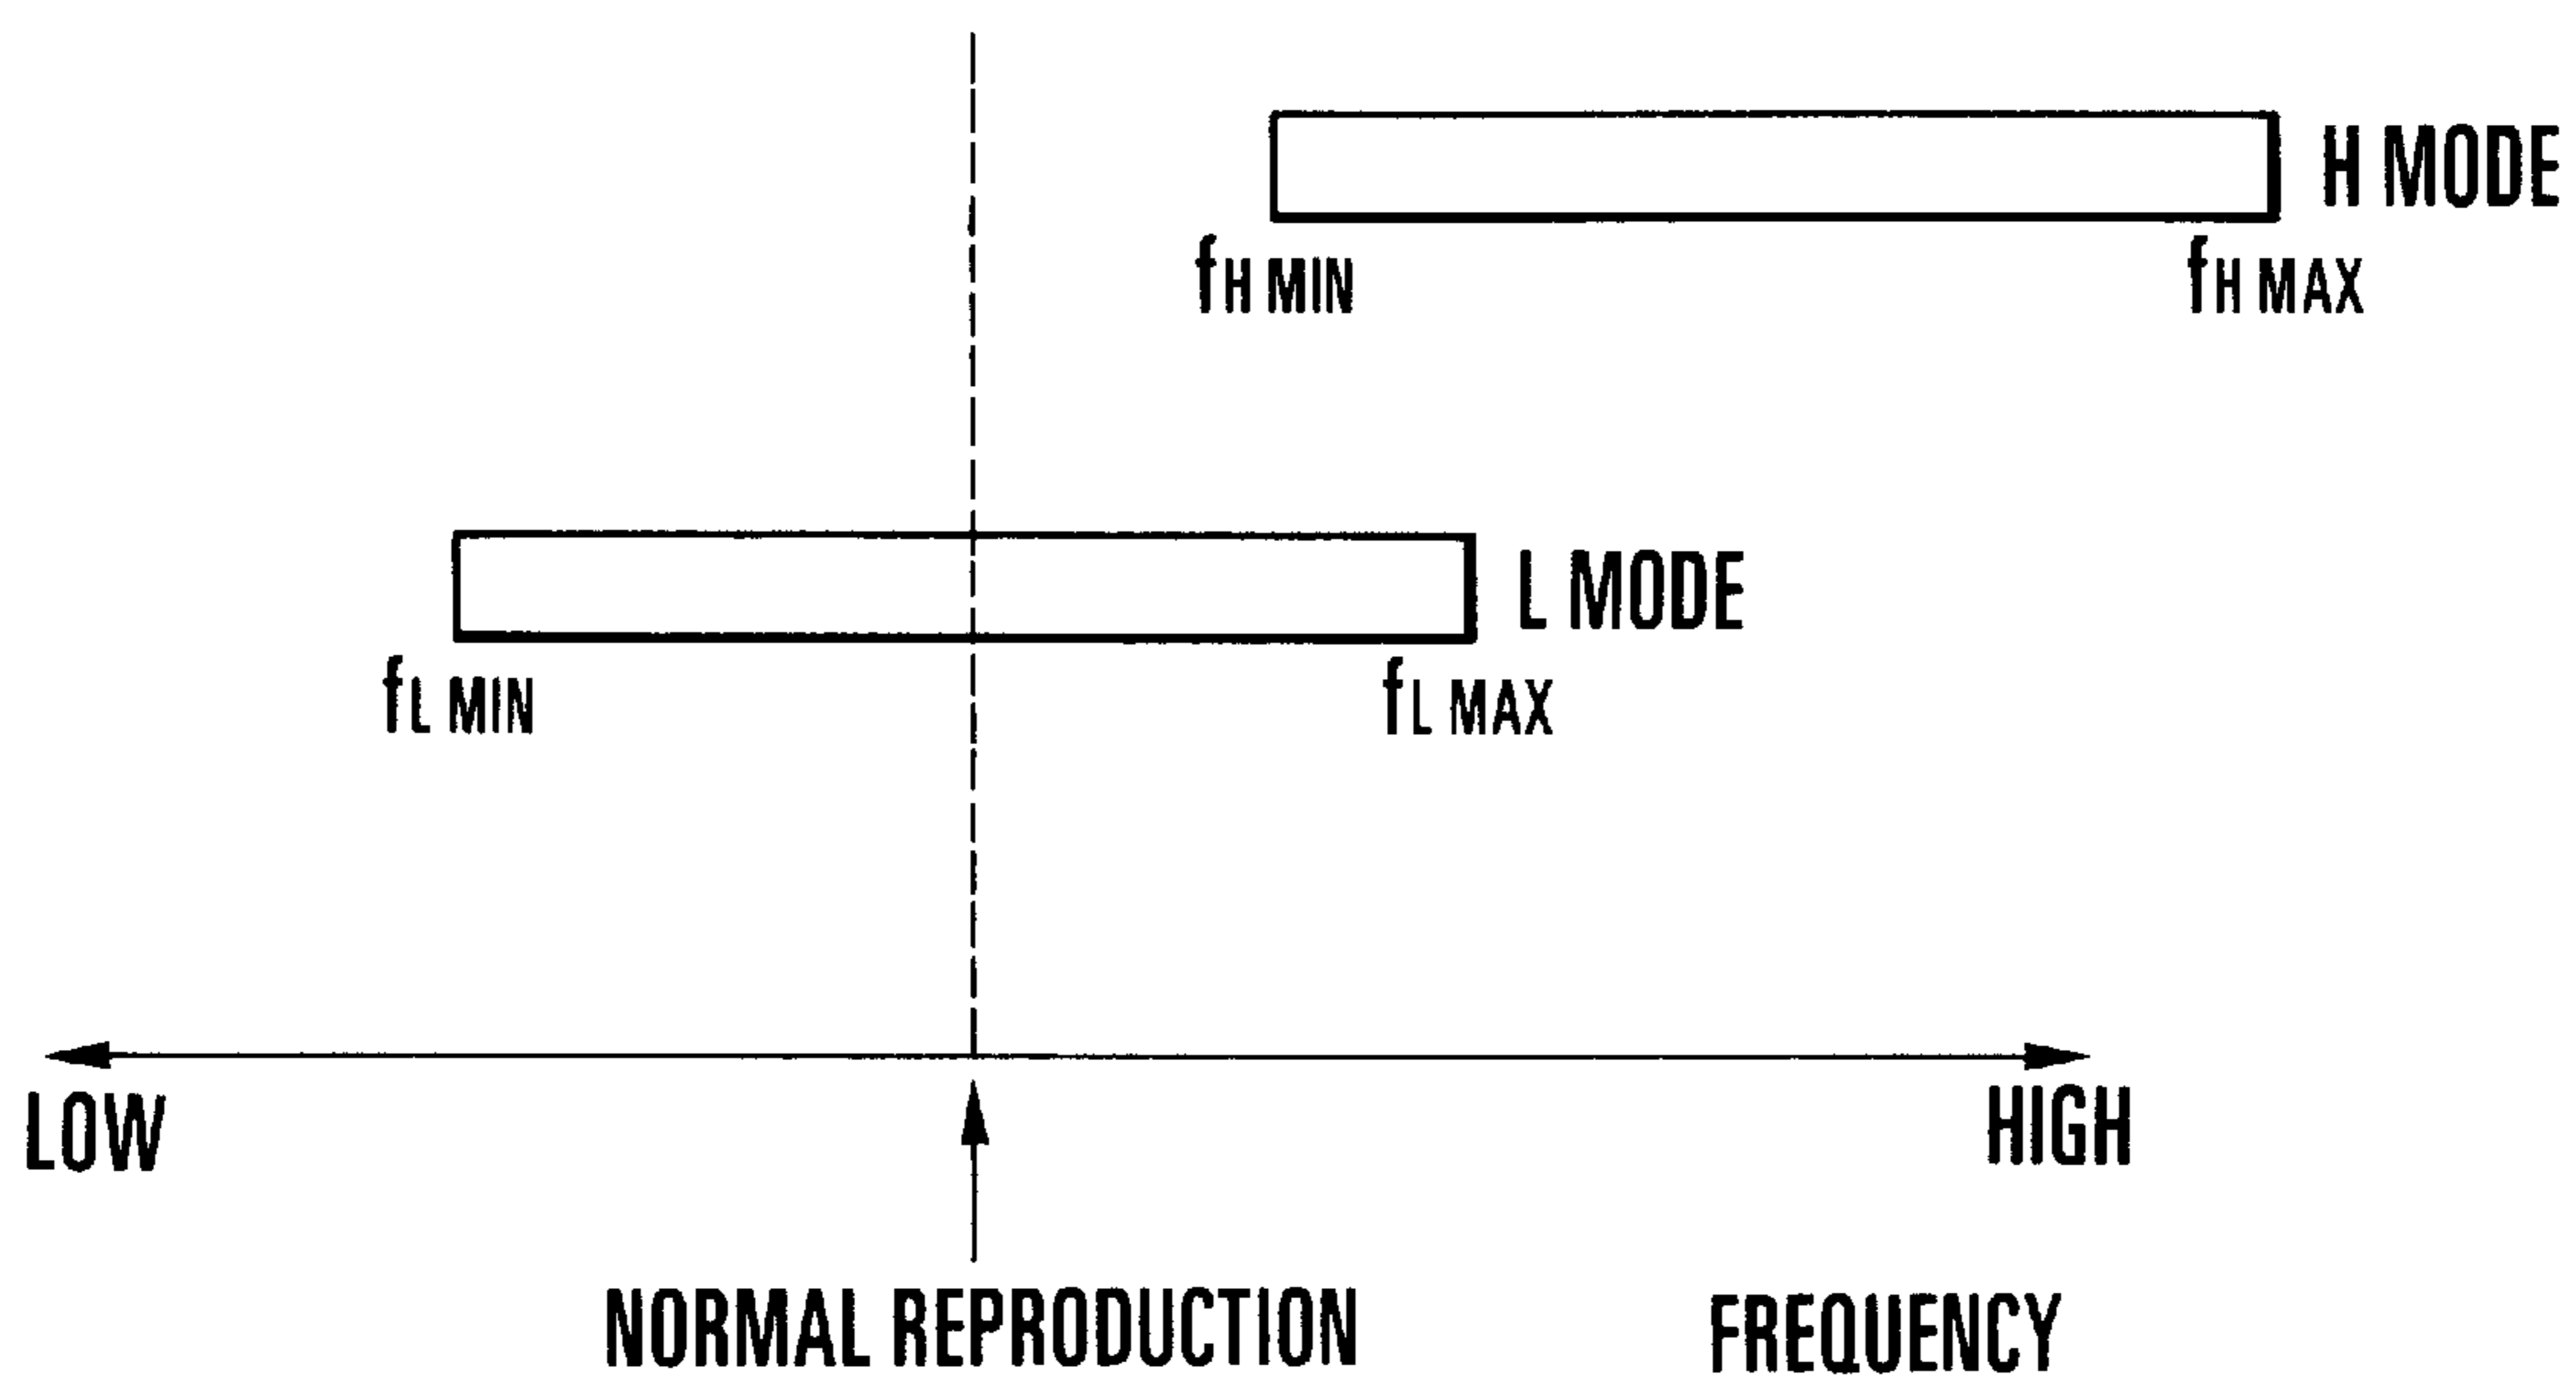 H MODE
fH MIN
fH MAX
L MODE
fL MIN
fL MAX
LOW
HIGH
NORMAL REPRODUCTION
FREQUENCY